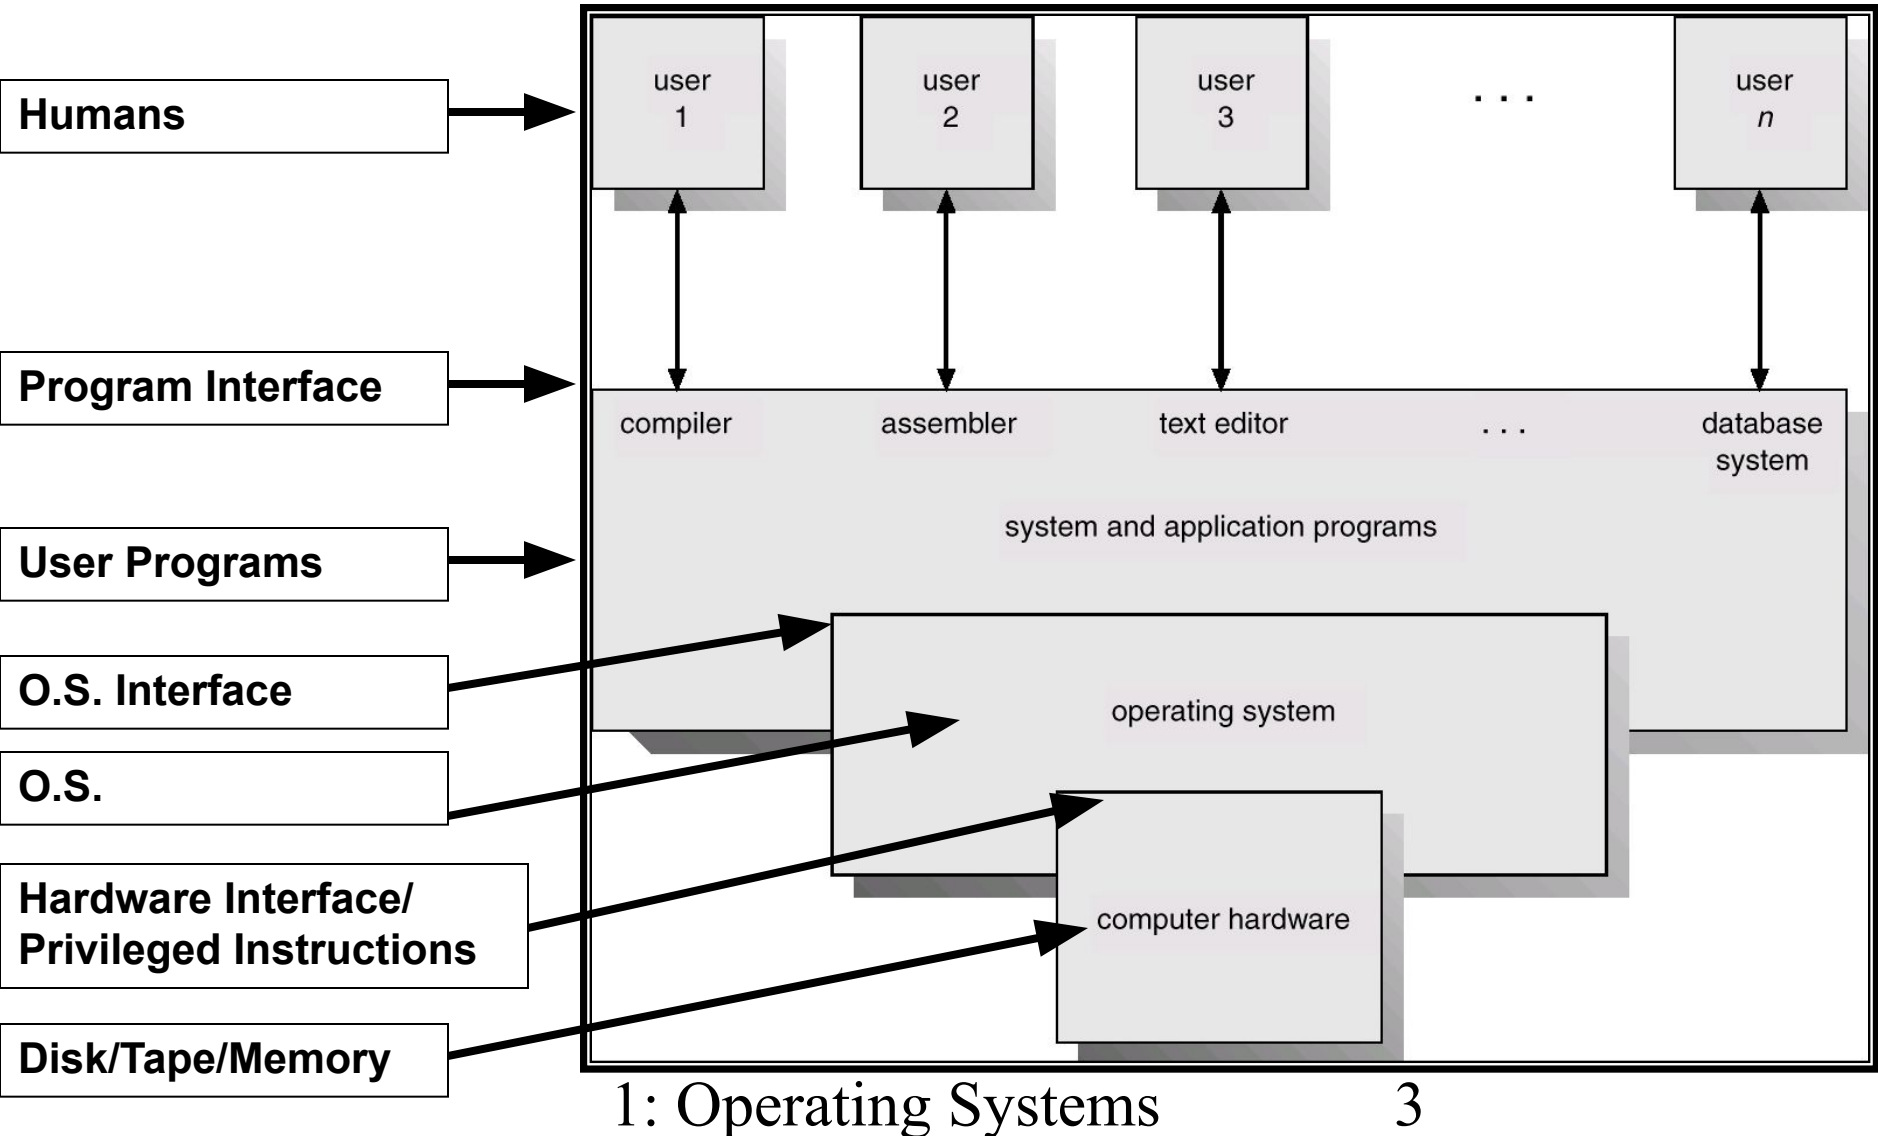 Humans
user
1
user
2
user
3
. . .
user
n
Program Interface
compiler
assembler
text editor
. . .
database
system
system and application programs
User Programs
O.S. Interface
operating system
O.S.
Hardware Interface/
Privileged Instructions
computer hardware
Disk/Tape/Memory
1: Operating Systems 3